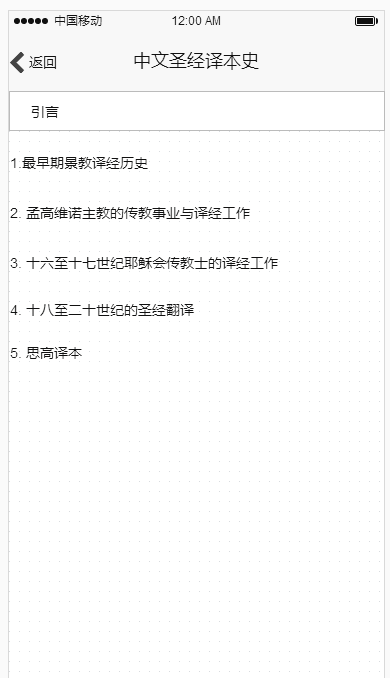 中国移动 12:00 AM
返回 中文圣经译本史
引言
1.最早期景教译经历史
2. 孟高维诺主教的传教事业与译经工作
3. 十六至十七世纪耶稣会传教士的译经工作
4. 十八至二十世纪的圣经翻译
5. 思高译本